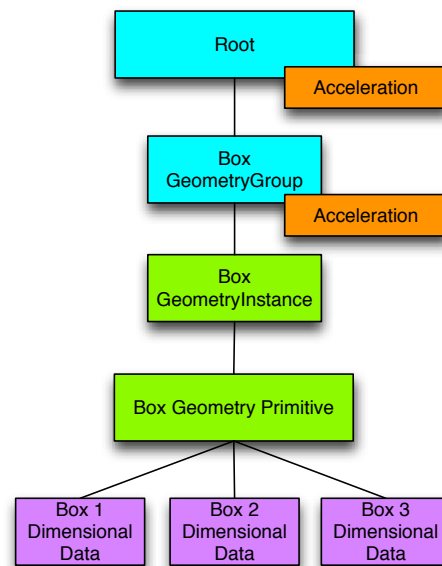 Root
Acceleration
Box
GeometryGroup
Acceleration
Box
GeometryInstance
Box Geometry Primitive
Box 1
Dimensional
Data
Box 2
Dimensional
Data
Box 3
Dimensional
Data